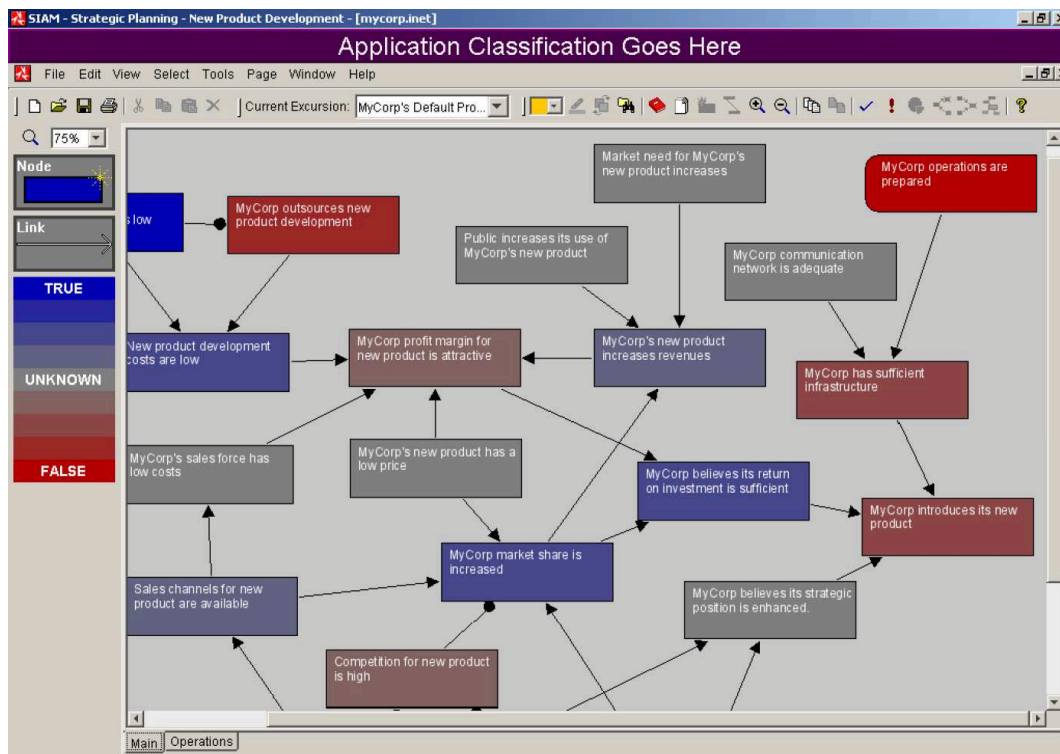 SIAM - Strategic Planning - New Product Development - [mycorp.inet]
Application Classification Goes Here
File Edit View Select Tools Page Window Help
Current Excursion: MyCorp's Default Pro...
75%
Node
Link
TRUE
UNKNOWN
FALSE
Market need for MyCorp's
new product increases
MyCorp operations are
prepared
s low
MyCorp outsources new
product development
Public increases its use of
MyCorp's new product
MyCorp communication
network is adequate
New product development
costs are low
MyCorp profit margin for
new product is attractive
MyCorp's new product
increases revenues
MyCorp has sufficient
infrastructure
MyCorp's sales force has
low costs
MyCorp's new product has a
low price
MyCorp believes its return
on investment is sufficient
MyCorp introduces its new
product
MyCorp market share is
increased
Sales channels for new
product are available
MyCorp believes its strategic
position is enhanced.
Competition for new product
is high
Main Operations